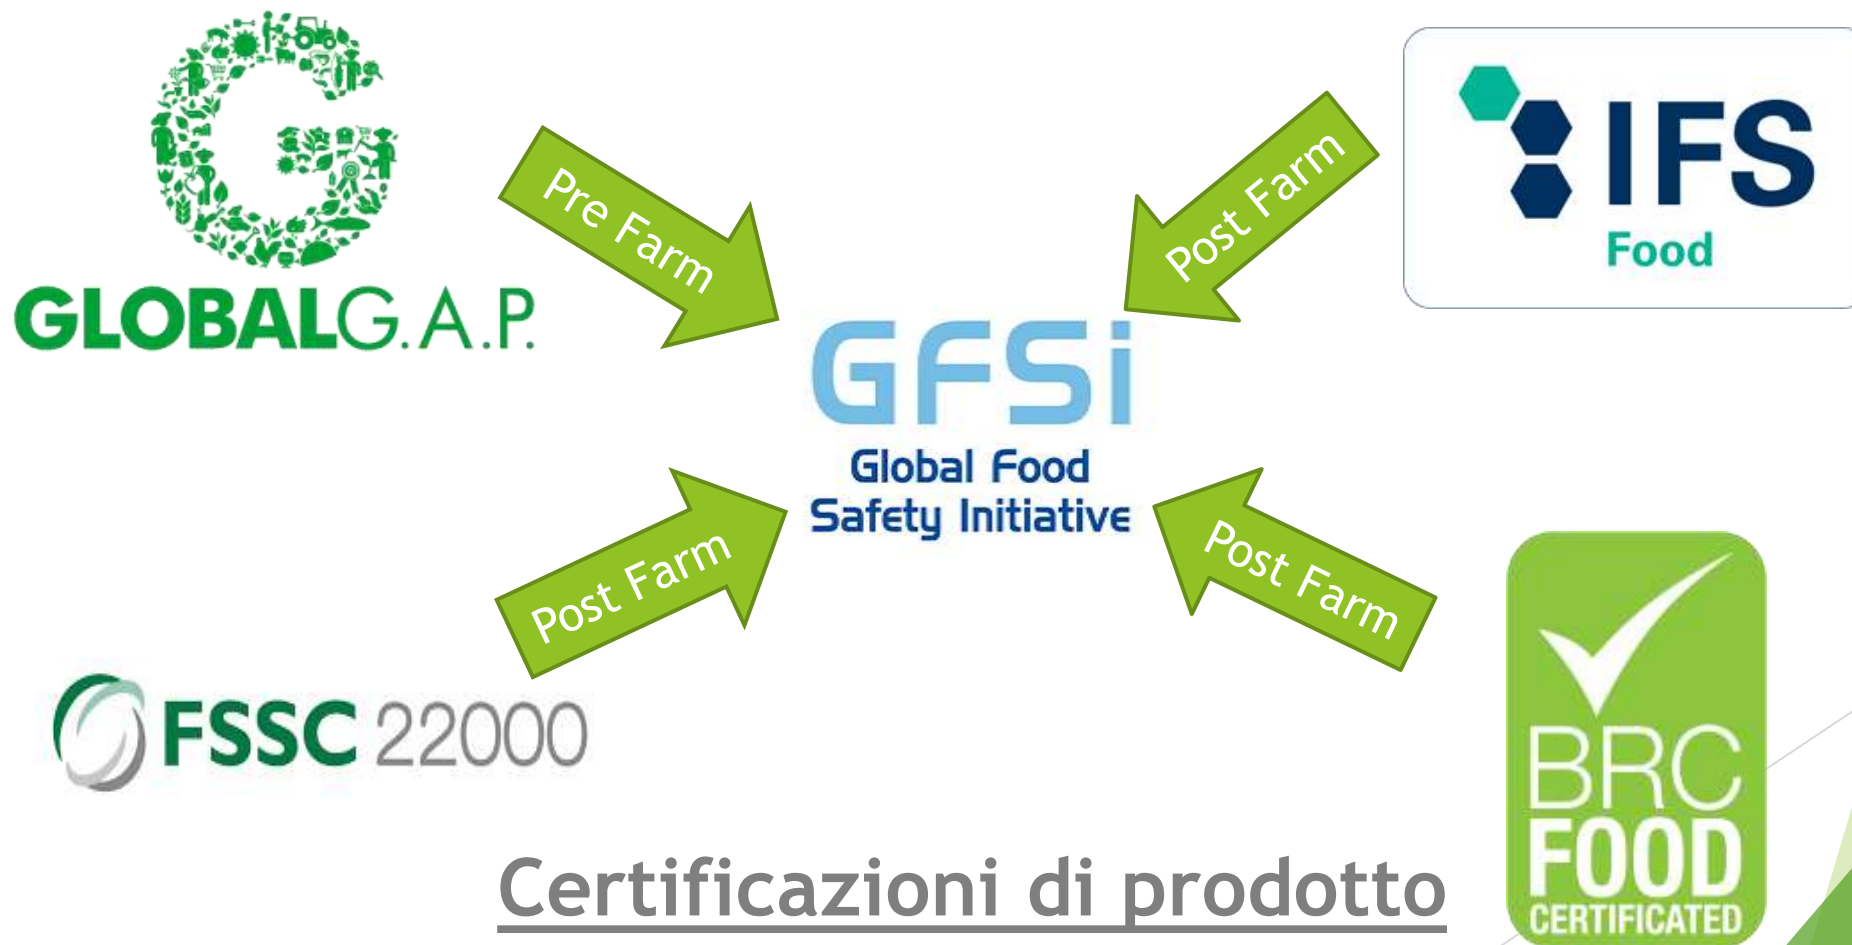 GLOBALG.A.P.
Pre Farm
Post Farm
IFS
Food
GFSi
Global Food
Safety Initiative
Post Farm
Post Farm
FSSC 22000
BRC
FOOD
CERTIFICATED
Certificazioni di prodotto